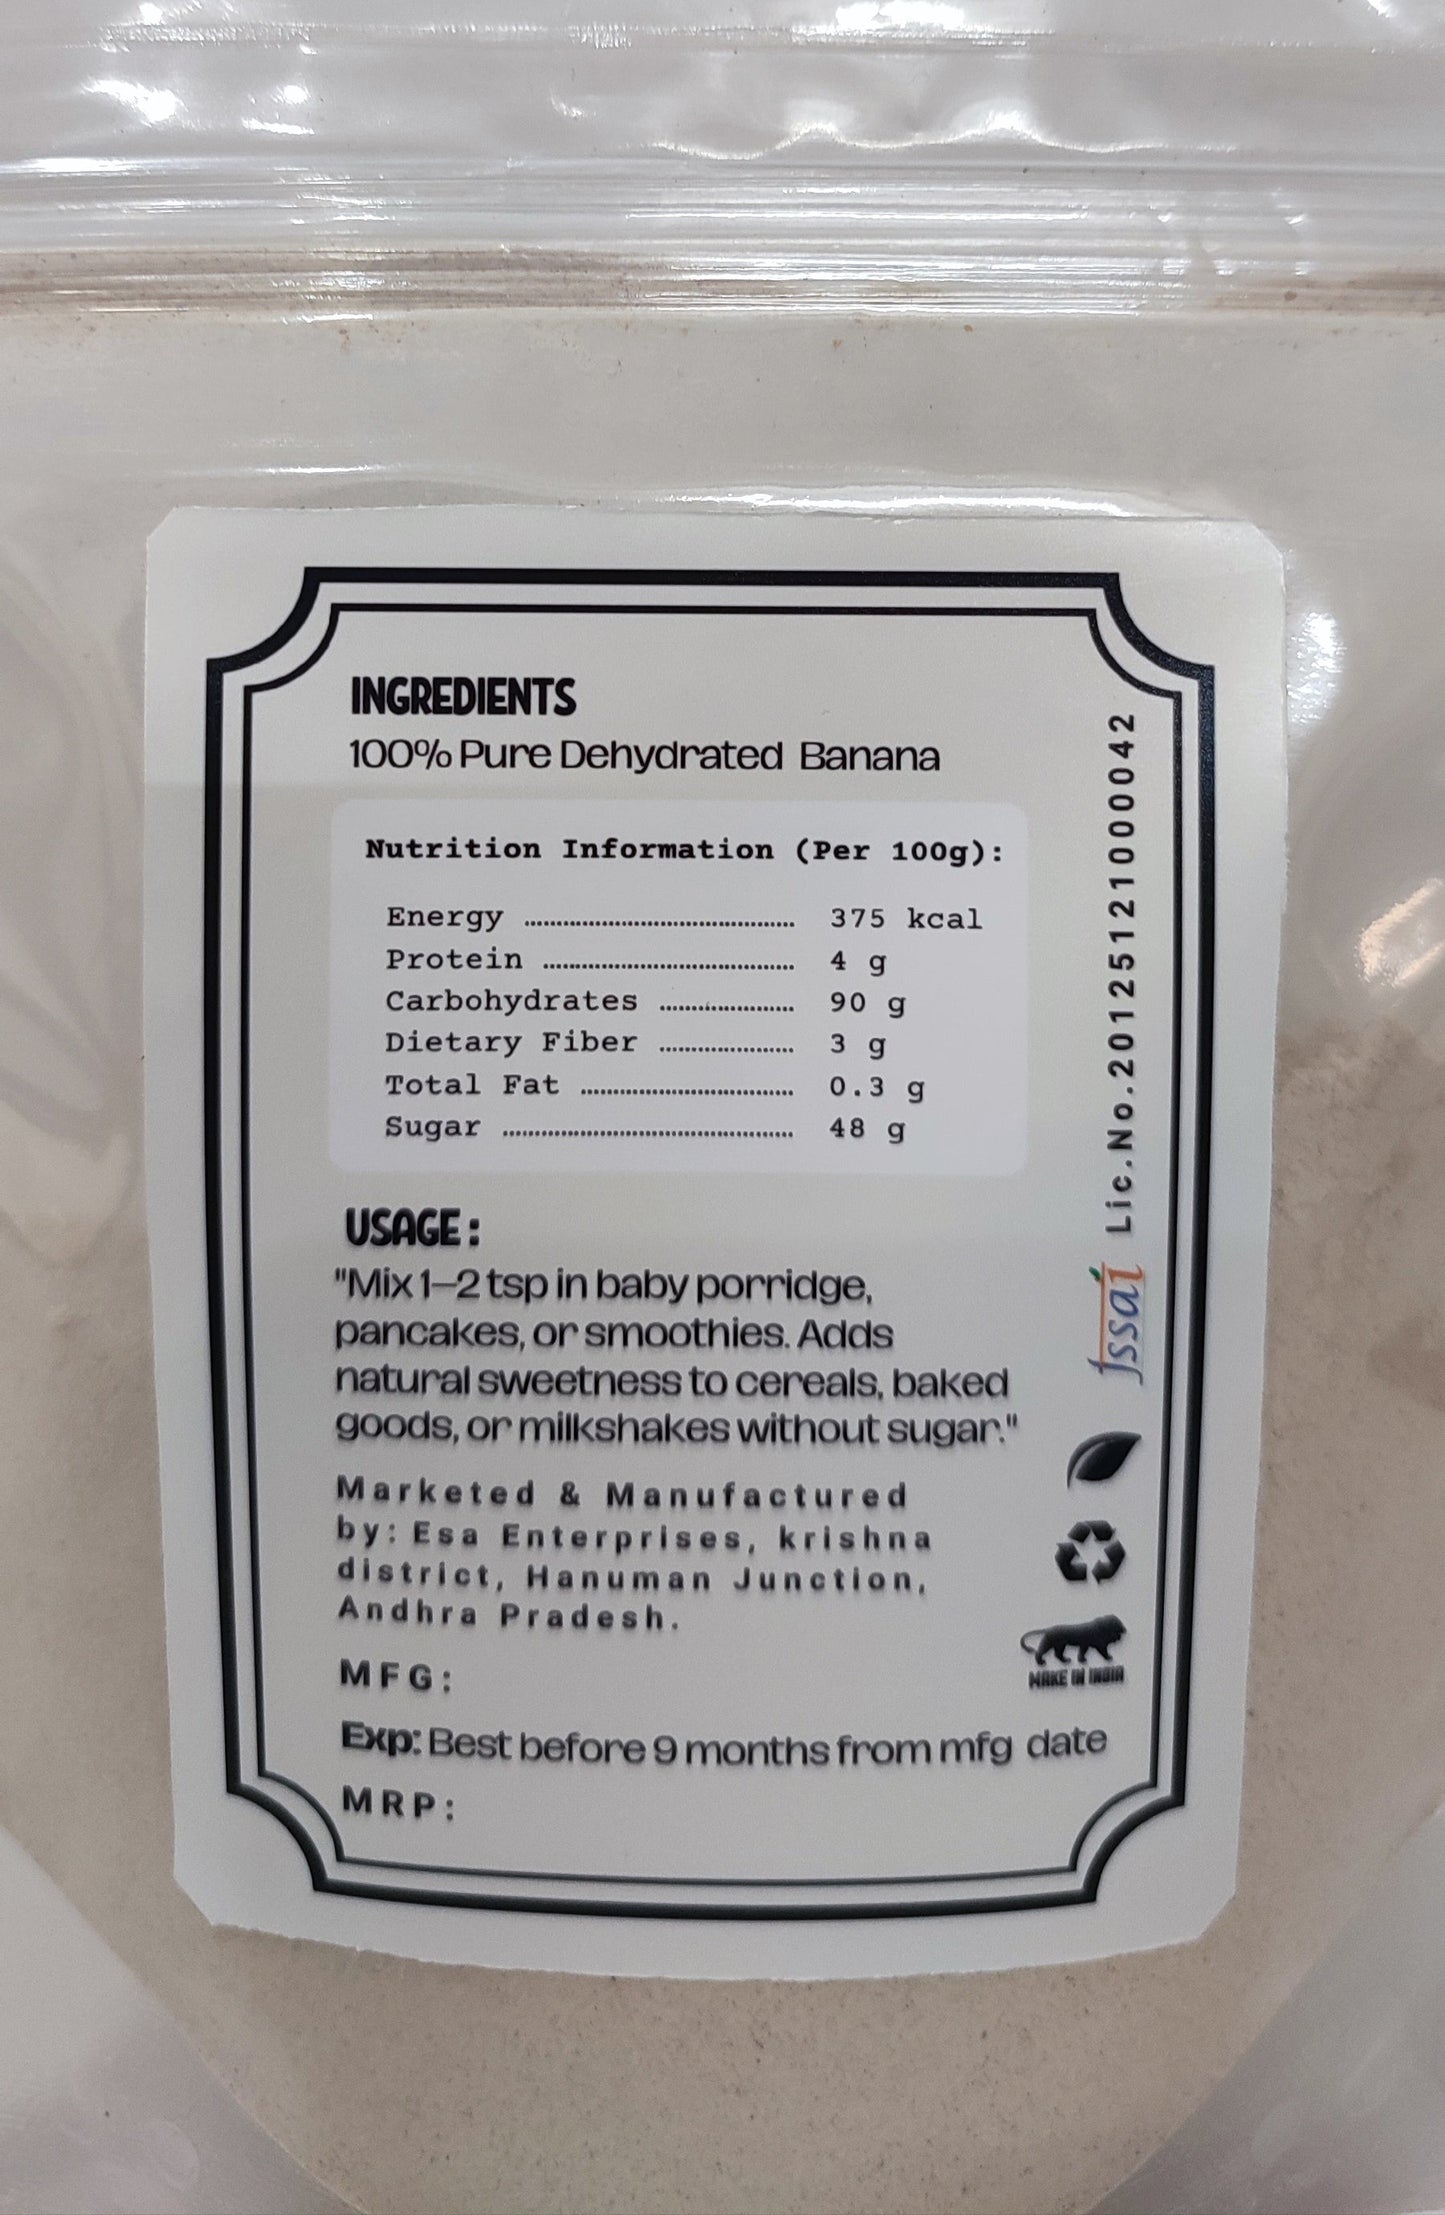 INGREDIENTS
100% Pure Dehydrated Banana
Nutrition Information (Per 100g):
Energy ........................................ 375 kcal
Protein ........................................ 4 g
Carbohydrates ..................... 90 g
Dietary Fiber ..................... 3 g
Total Fat ................................ 0.3 g
Sugar ............................................ 48 g
USAGE:
"Mix 1–2 tsp in baby porridge,
pancakes, or smoothies. Adds
natural sweetness to cereals, baked
goods, or milkshakes without sugar."
Marketed & Manufactured
by: Esa Enterprises, krishna
district, Hanuman Junction,
Andhra Pradesh.
MFG:
Exp: Best before 9 months from mfg date
MRP:
fssai Lic.No.20125121000042
MAKE IN INDIA